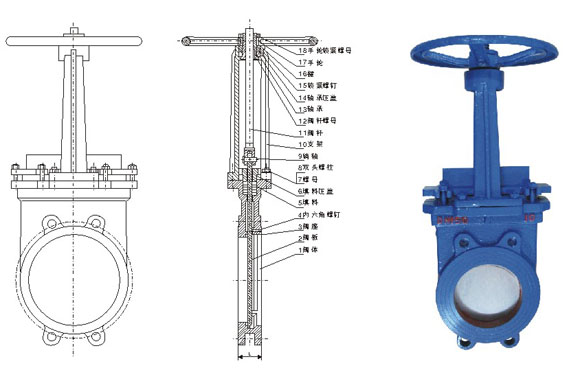 18手轮锁紧螺母
17手轮
16键
15锁紧螺钉
14轴承压盖
13轴承
12阀杆螺母
11阀杆
10支架
9销轴
8双头螺柱
7螺母
6填料压盖
5填料
4内六角螺钉
3阀座
2阀板
1阀体
L